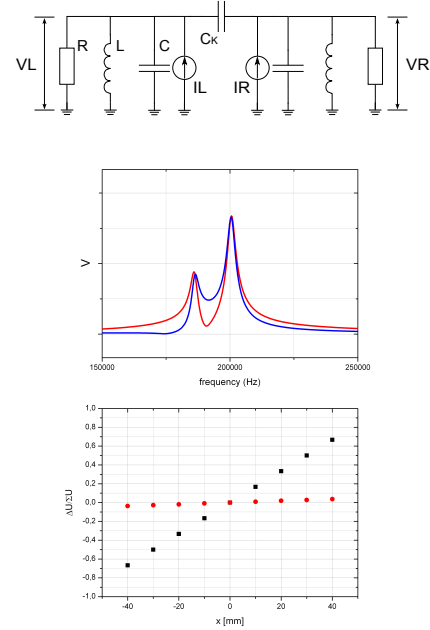 R L C CK
VL VR
IL IR
V
150000 200000 250000
frequency (Hz)
1,0
0,8
0,6
0,4
0,2
0,0
-0,2
-0,4
-0,6
-0,8
-1,0
ΔU/ΣU
-40 -20 0 20 40
x [mm]